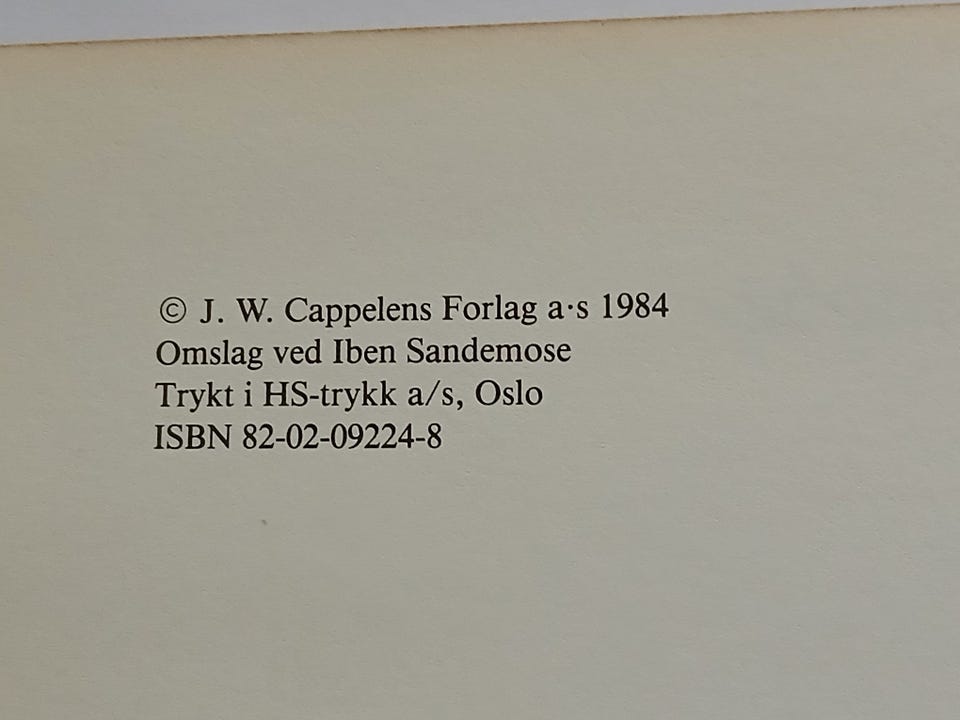 © J. W. Cappelens Forlag a·s 1984
Omslag ved Iben Sandemose
Trykt i HS-trykk a/s, Oslo
ISBN 82-02-09224-8